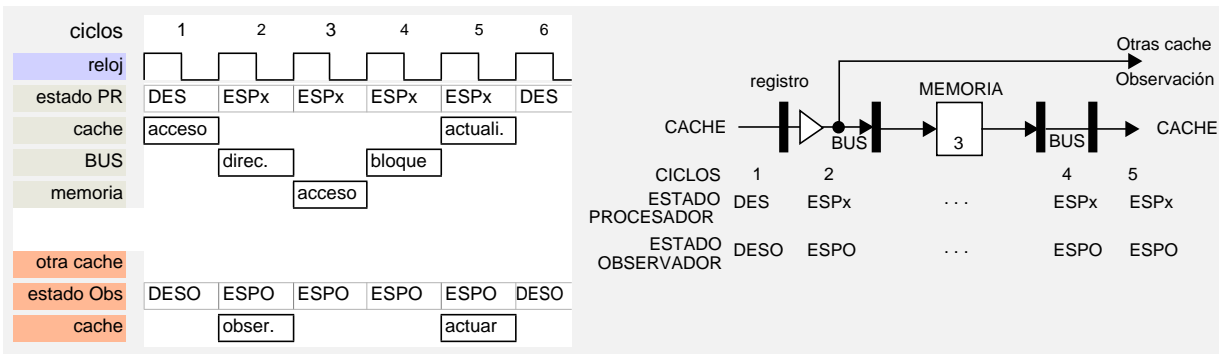 ciclos 1 2 3 4 5 6
reloj
estado PR DES ESPx ESPx ESPx ESPx DES
cache acceso actuali.
BUS direc. bloque
memoria acceso
otra cache
estado Obs DESO ESPO ESPO ESPO ESPO DESO
cache obser. actuar
Otras cache
Observación
registro
MEMORIA
CACHE BUS 3 BUS CACHE
CICLOS 1 2 4 5
ESTADO
PROCESADOR DES ESPx . . . ESPx ESPx
ESTADO
OBSERVADOR DESO ESPO . . . ESPO ESPO